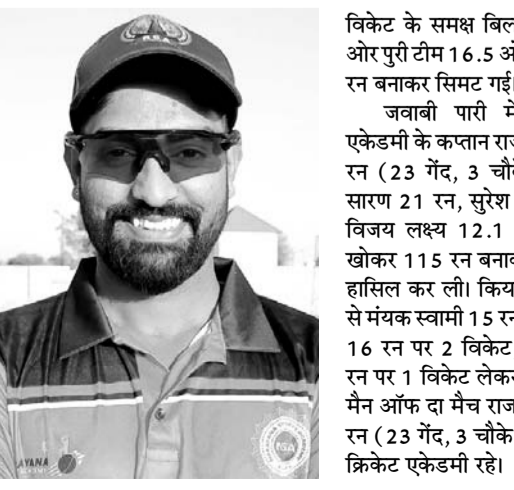 विकेट के समक्ष बिल
ओर पुरी टीम 16.5 ओ
रन बनाकर सिमट गई।
जवाबी पारी में
एकेडमी के कप्तान राज
रन (23 गेंद, 3 चौके
सारण 21 रन, सुरेश
विजय लक्ष्य 12.1
खोकर 115 रन बनाक
हासिल कर ली। किया
से मंयक स्वामी 15 रन
16 रन पर 2 विकेट
रन पर 1 विकेट लेकर
मैन ऑफ दा मैच राज
रन (23 गेंद, 3 चौके
क्रिकेट एकेडमी रहे।
AYANA